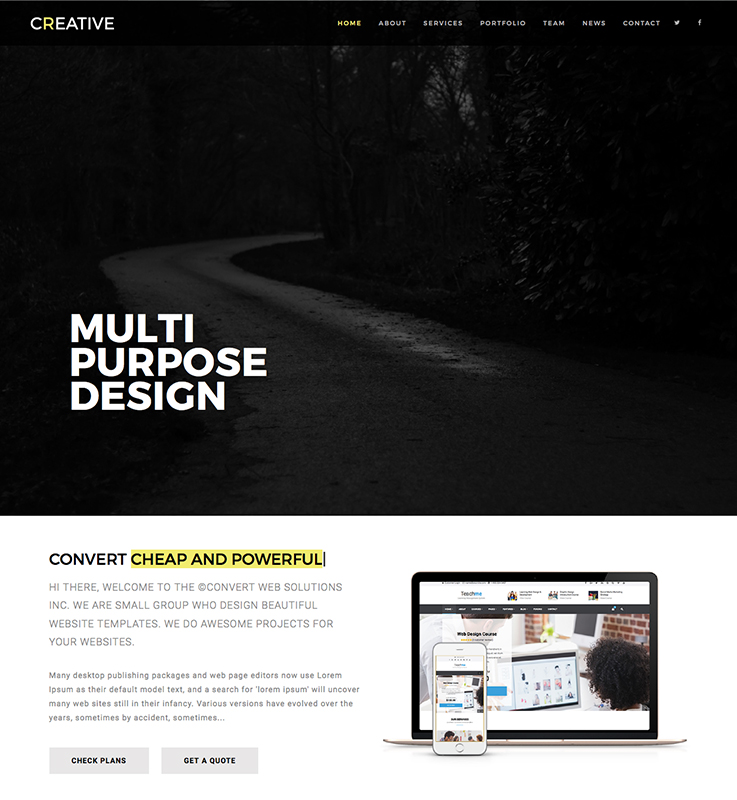 CREATIVE
HOME ABOUT SERVICES PORTFOLIO TEAM NEWS CONTACT
MULTI
PURPOSE
DESIGN
CONVERT CHEAP AND POWERFUL
HI THERE, WELCOME TO THE ©CONVERT WEB SOLUTIONS
INC. WE ARE SMALL GROUP WHO DESIGN BEAUTIFUL
WEBSITE TEMPLATES. WE DO AWESOME PROJECTS FOR
YOUR WEBSITES.
Many desktop publishing packages and web page editors now use Lorem
Ipsum as their default model text, and a search for 'lorem ipsum' will uncover
many web sites still in their infancy. Various versions have evolved over the
years, sometimes by accident, sometimes...
CHECK PLANS GET A QUOTE
Teachme
Web Design Course
OUR SERVICES